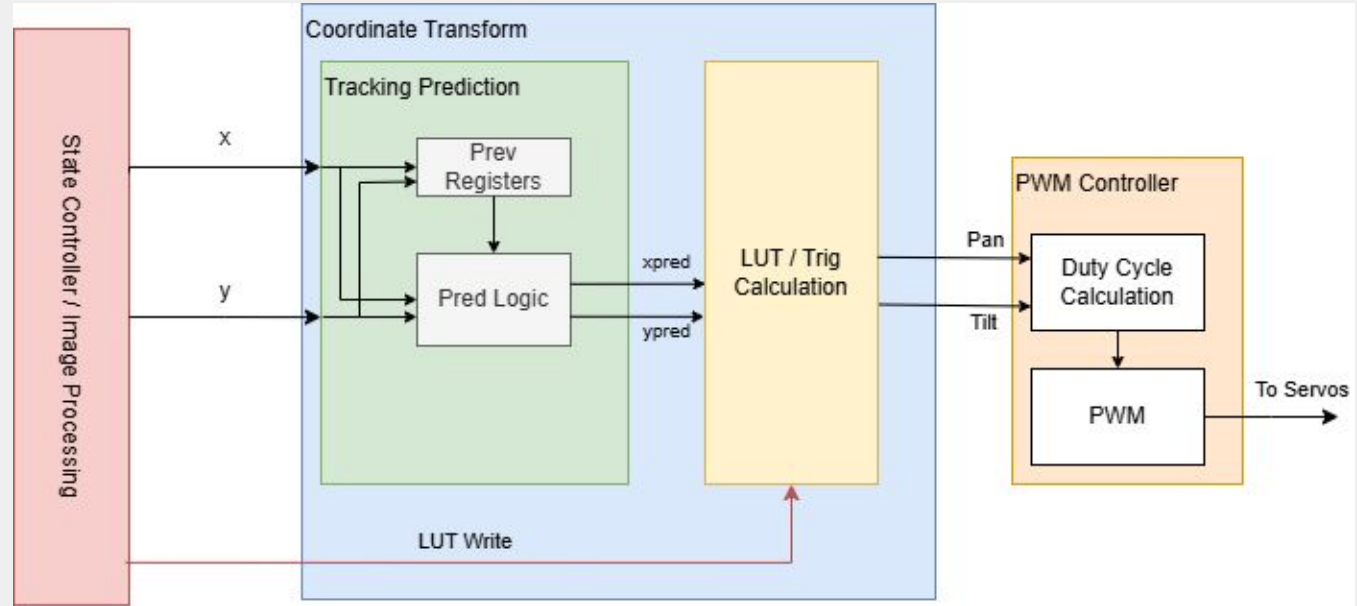 State Controller / Image Processing
Coordinate Transform
Tracking Prediction
x
Prev
Registers
y
Pred Logic
xpred
ypred
LUT / Trig
Calculation
LUT Write
Pan
Tilt
PWM Controller
Duty Cycle
Calculation
PWM
To Servos